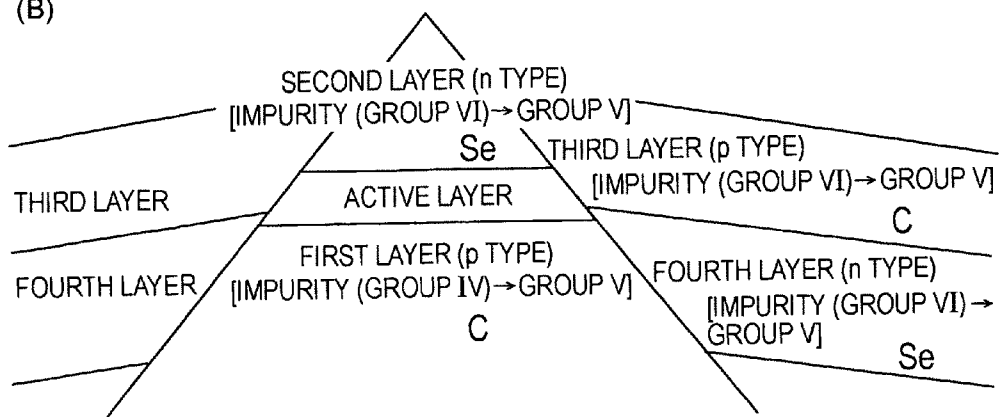 (B)
SECOND LAYER (n TYPE)
[IMPURITY (GROUP VI)→GROUP V]
Se
THIRD LAYER (p TYPE)
[IMPURITY (GROUP VI)→GROUP V]
C
THIRD LAYER
ACTIVE LAYER
FIRST LAYER (p TYPE)
[IMPURITY (GROUP IV)→GROUP V]
C
FOURTH LAYER
FOURTH LAYER (n TYPE)
[IMPURITY (GROUP VI)→
GROUP V]
Se